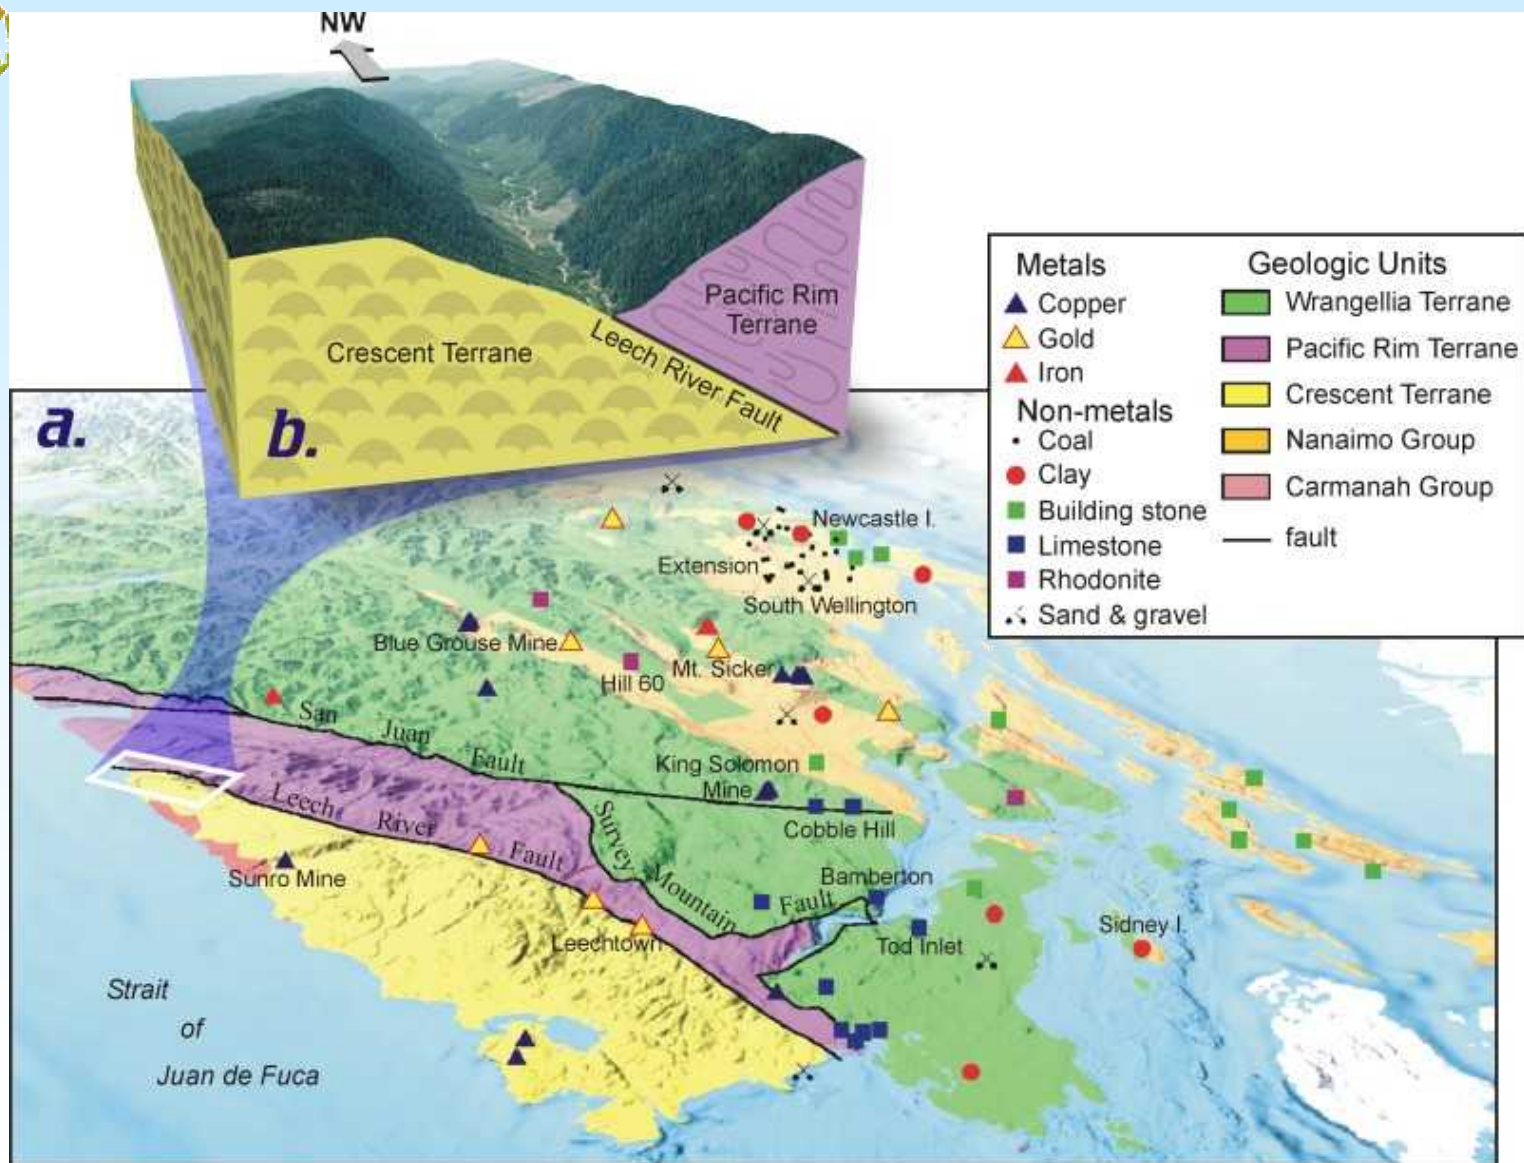 NW
Pacific Rim
Terrane
Crescent Terrane
Leech River Fault
a.
b.
Metals
Copper
Gold
Iron
Non-metals
Coal
Clay
Building stone
Limestone
Rhodonite
Sand & gravel
Geologic Units
Wrangellia Terrane
Pacific Rim Terrane
Crescent Terrane
Nanaimo Group
Carmanah Group
fault
Newcastle I.
Extension
South Wellington
Blue Grouse Mine
Mt. Sicker
Hill 60
San Juan Fault
King Solomon
Mine
Cobble Hill
Leech River Fault
Survey Mountain Fault
Sunro Mine
Bamberton
Leechtown
Tod Inlet
Sidney I.
Strait
of
Juan de Fuca